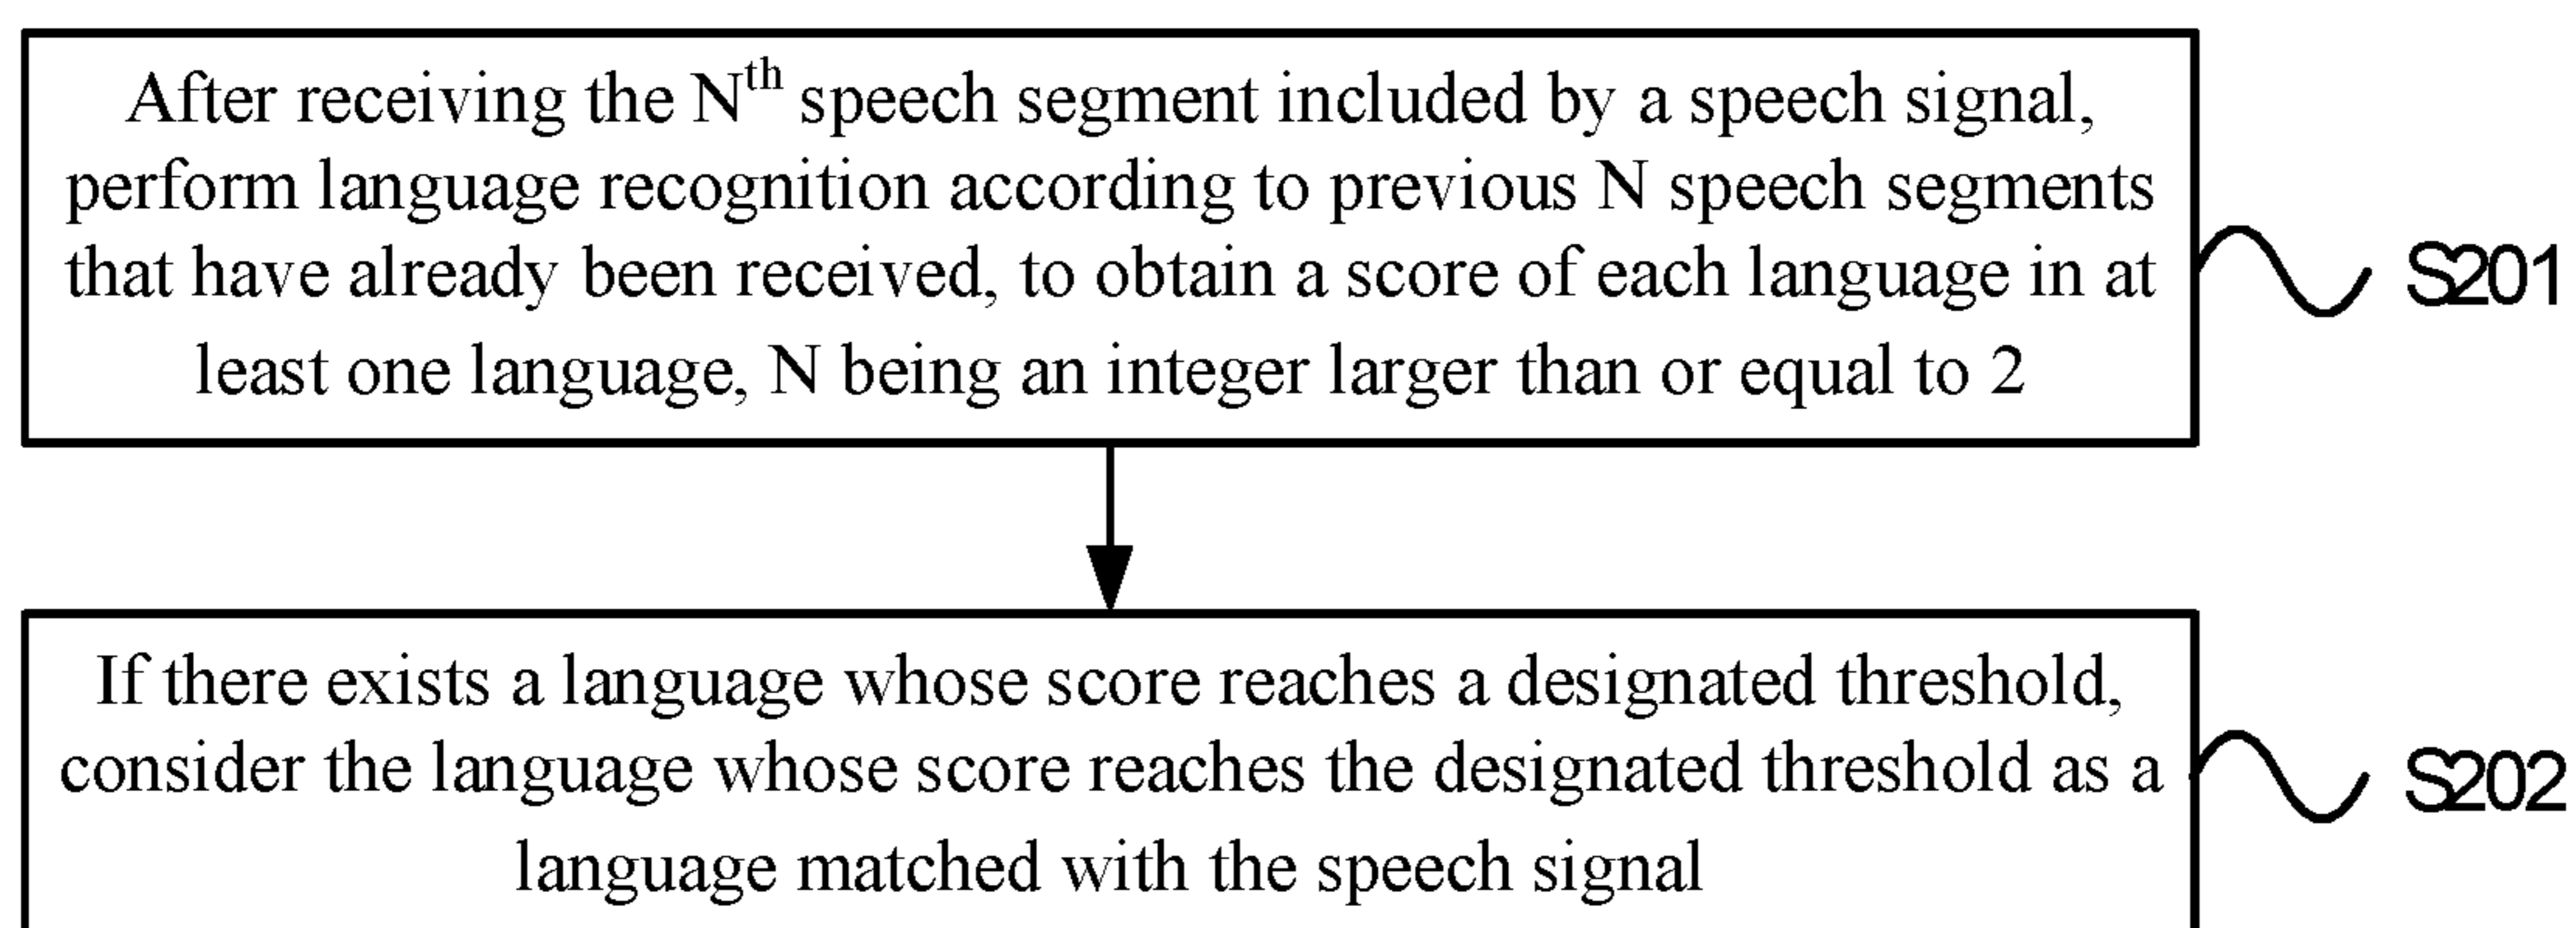 After receiving the Nth speech segment included by a speech signal,
perform language recognition according to previous N speech segments
that have already been received, to obtain a score of each language in at
least one language, N being an integer larger than or equal to 2
S201
If there exists a language whose score reaches a designated threshold,
consider the language whose score reaches the designated threshold as a
language matched with the speech signal
S202